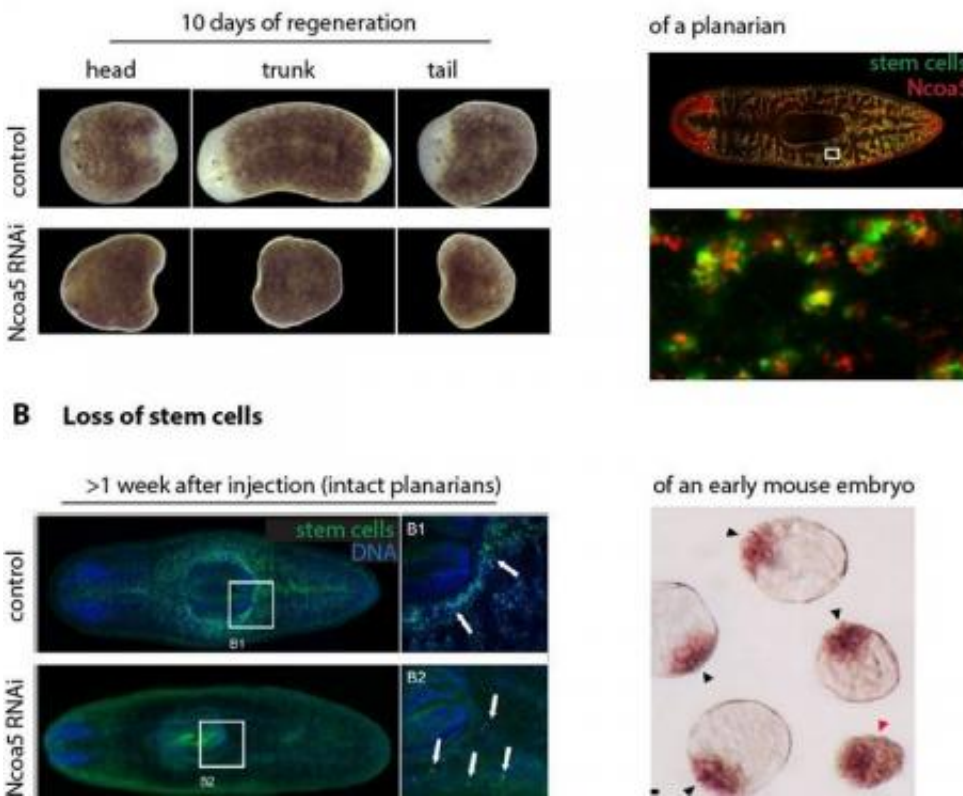 10 days of regeneration
head trunk tail
control
Ncoa5 RNAi
of a planarian
stem cells
Ncoa5
B Loss of stem cells
>1 week after injection (intact planarians)
control
stem cells
DNA
B1
B1
Ncoa5 RNAi
B2
B2
of an early mouse embryo